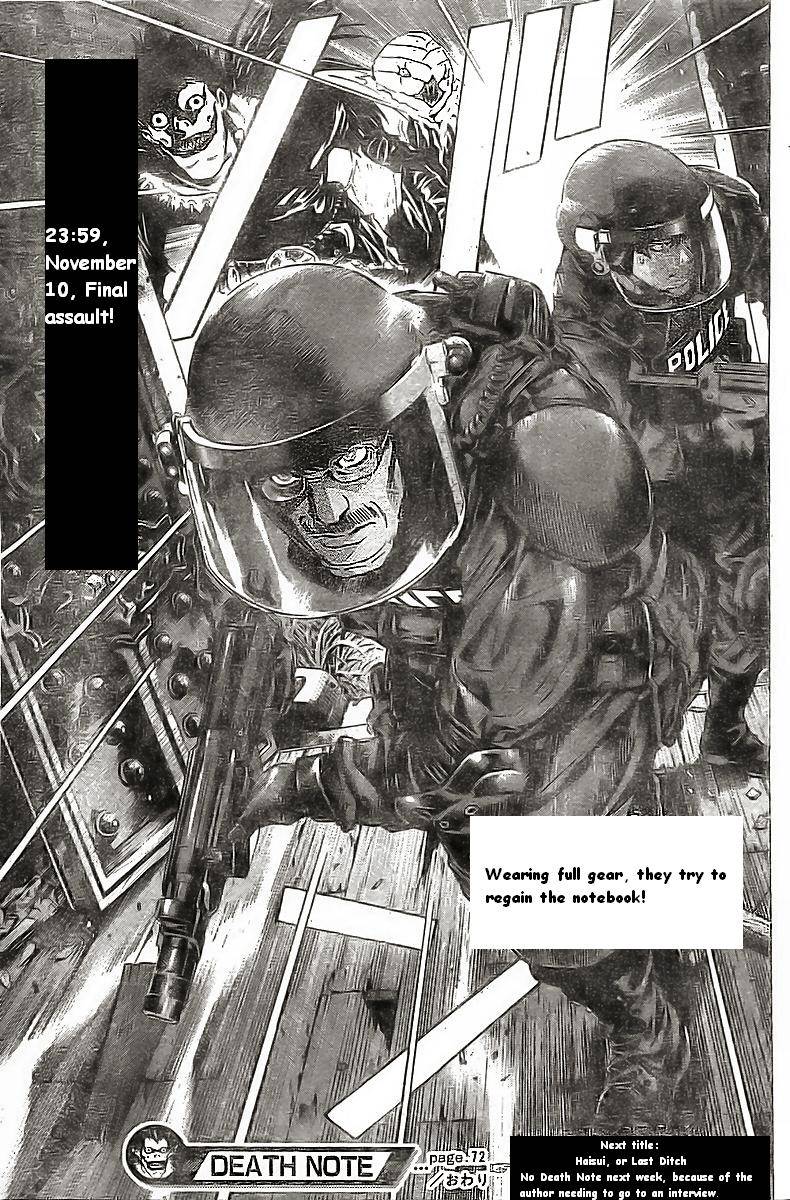 23:59,
November
10, Final
assault!
POLICE
Wearing full gear, they try to
regain the notebook!
DEATH NOTE
...page.72
/おわり
Next title:
Haisui, or Last Ditch
No Death Note next week, because of the
author needing to go to an interview